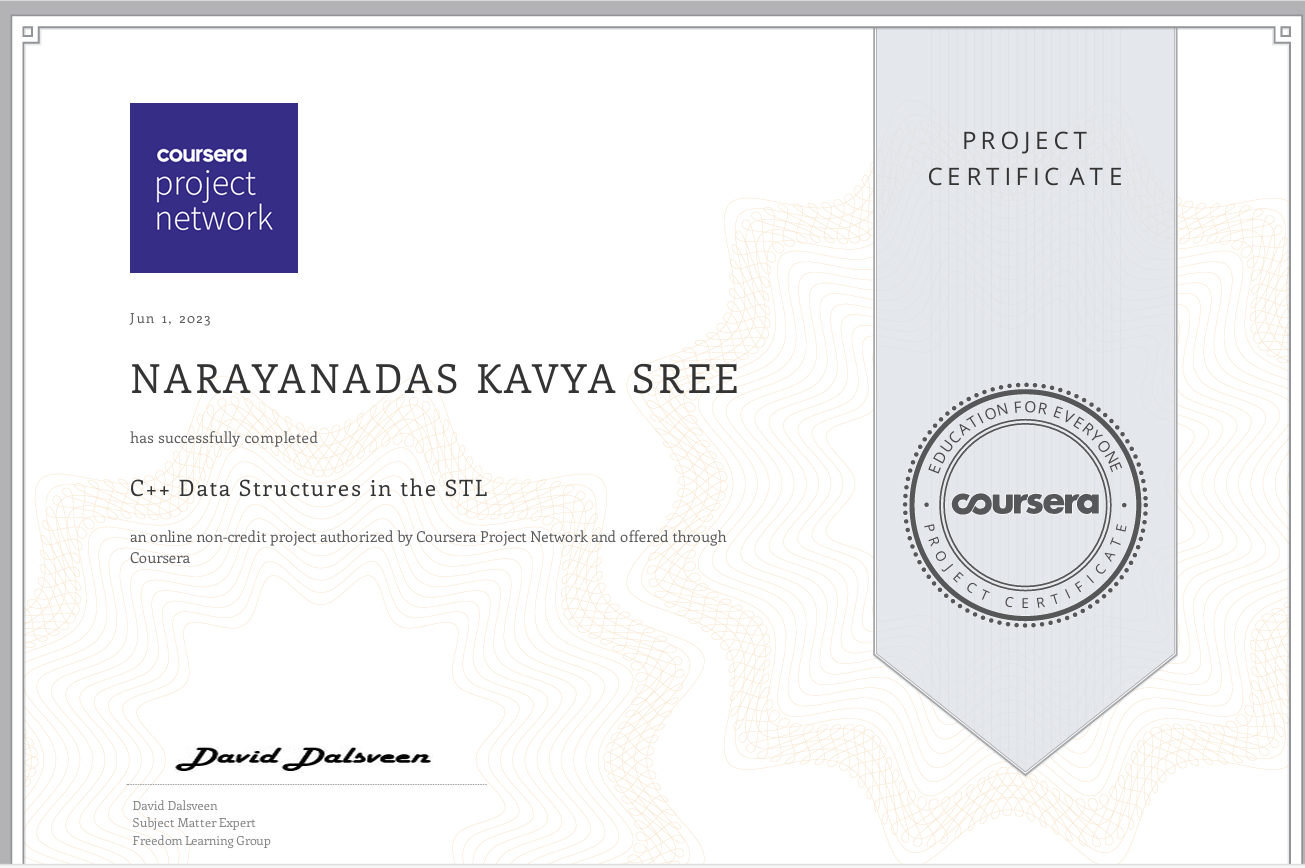 coursera
project
network
PROJECT
CERTIFICATE
Jun 1, 2023
NARAYANADAS KAVYA SREE
has successfully completed
C++ Data Structures in the STL
an online non-credit project authorized by Coursera Project Network and offered through
Coursera
EDUCATION FOR EVERYONE
coursera
PROJECT CERTIFICATE
David Dalsveen
David Dalsveen
Subject Matter Expert
Freedom Learning Group